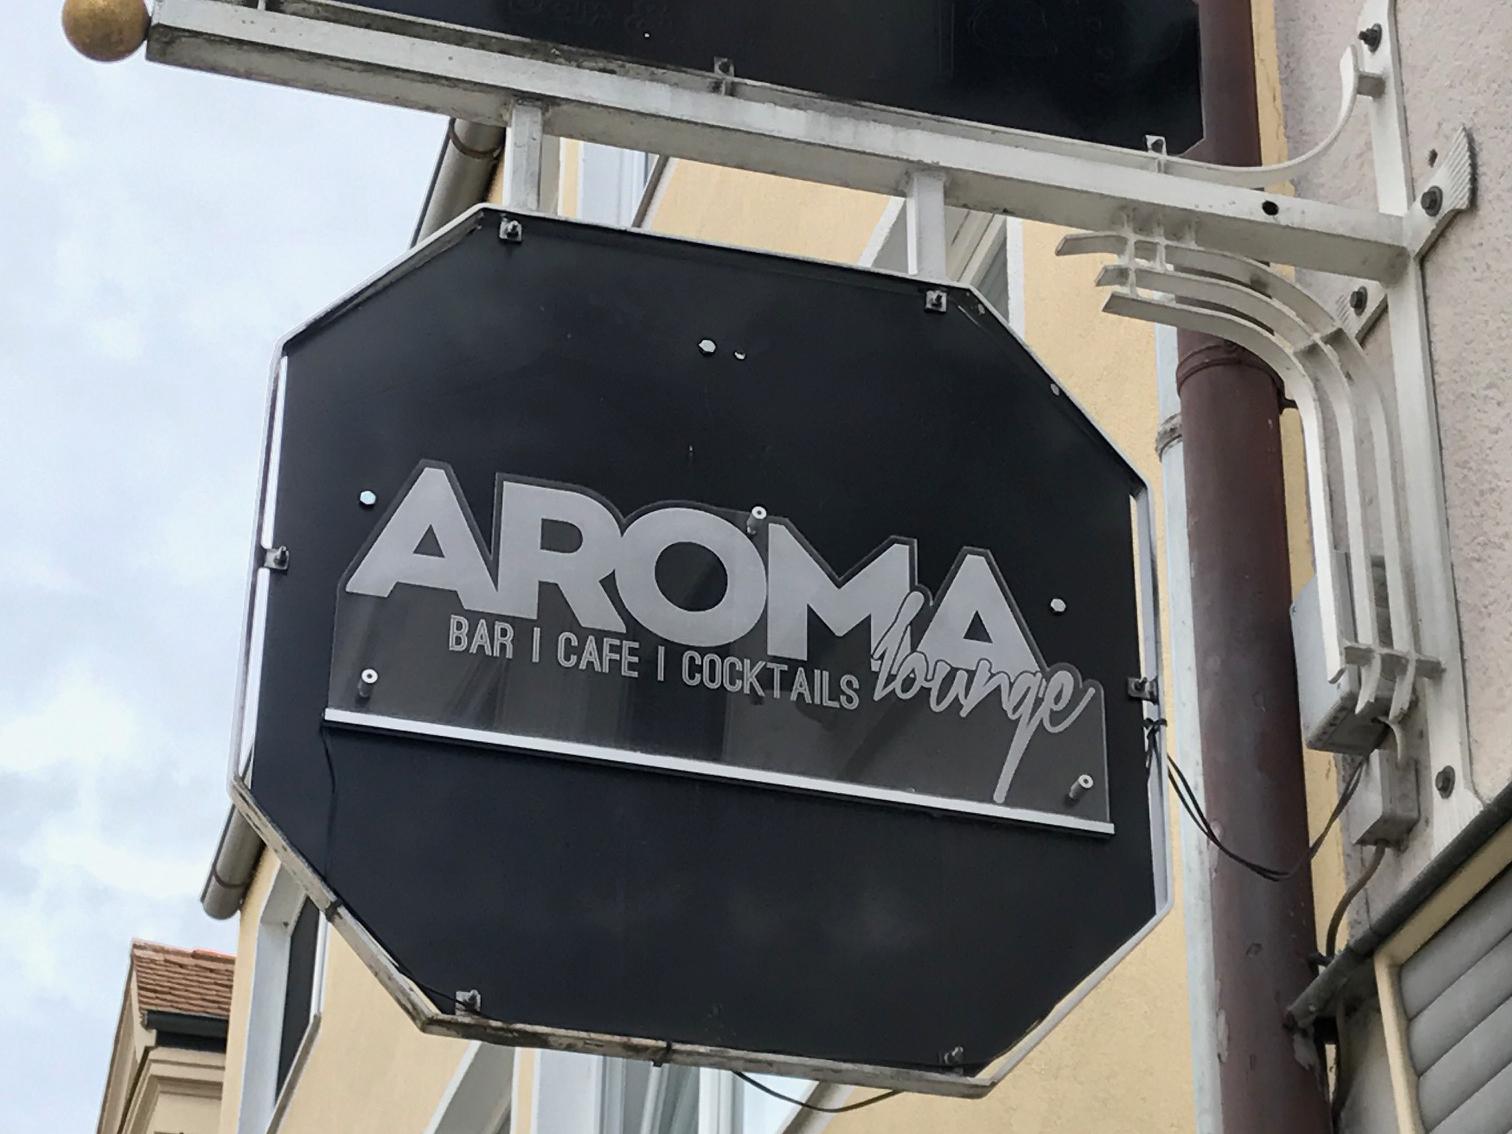 AROMA
lounge
BAR | CAFE | COCKTAILS